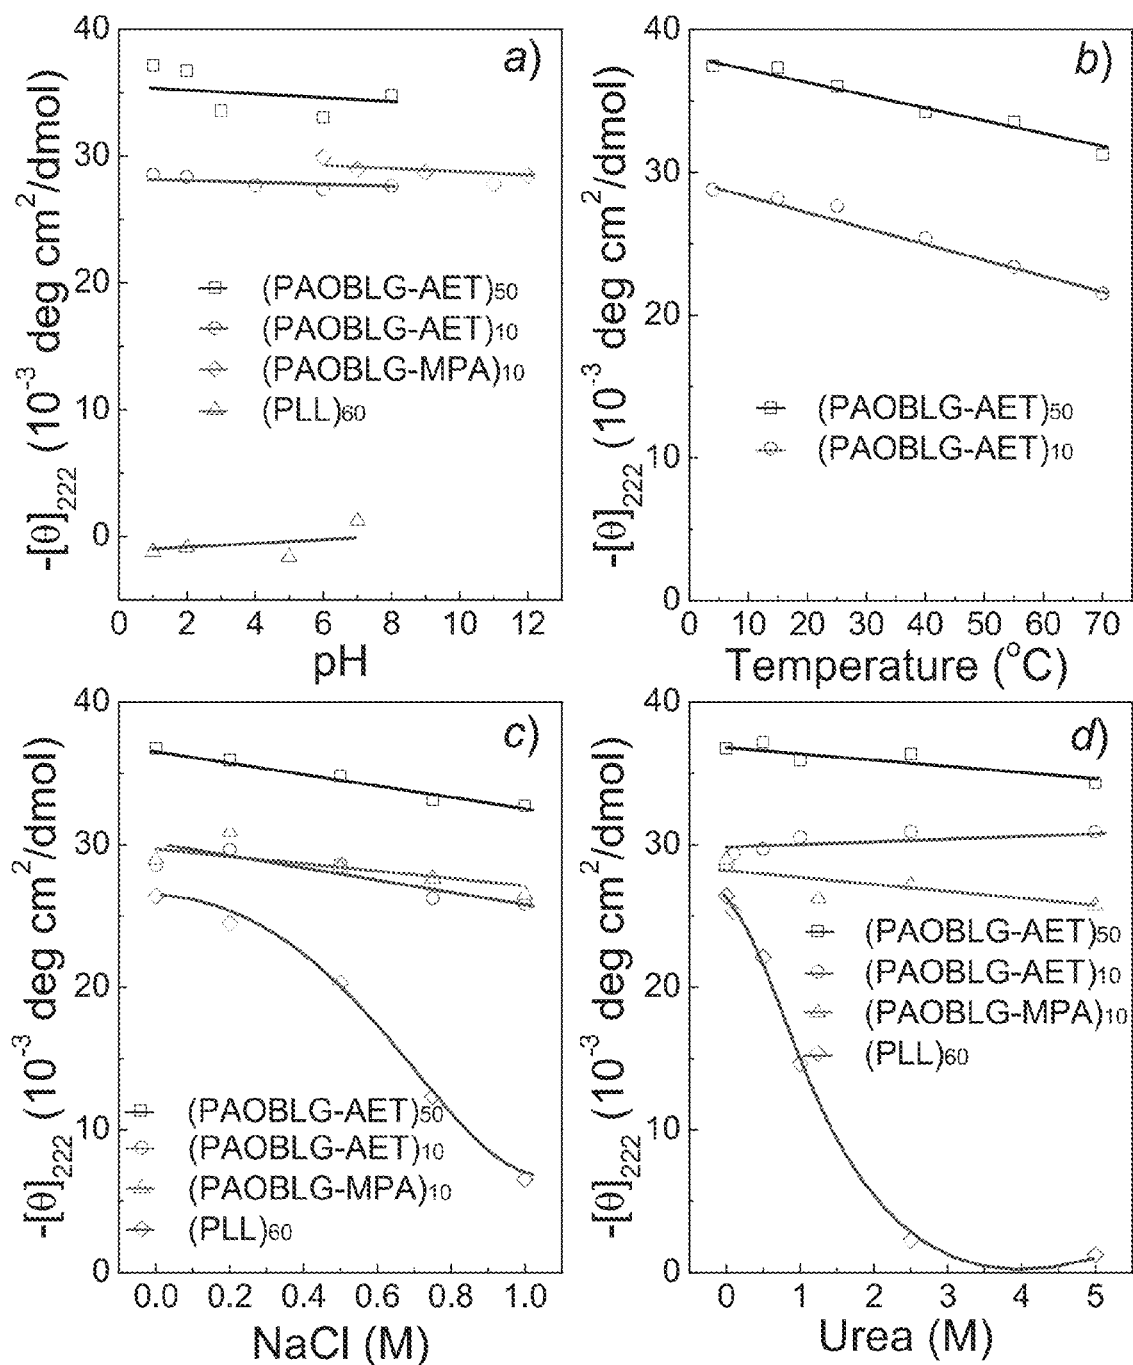 a)
-[θ]222 (10-3 deg cm2/dmol)
40
30
20
10
0
(PAOBLG-AET)50
(PAOBLG-AET)10
(PAOBLG-MPA)10
(PLL)60
0 2 4 6 8 10 12
pH
b)
-[θ]222 (10-3 deg cm2/dmol)
40
30
20
10
0
(PAOBLG-AET)50
(PAOBLG-AET)10
0 10 20 30 40 50 60 70
Temperature (oC)
c)
-[θ]222 (10-3 deg cm2/dmol)
40
30
20
10
0
(PAOBLG-AET)50
(PAOBLG-AET)10
(PAOBLG-MPA)10
(PLL)60
0.0 0.2 0.4 0.6 0.8 1.0
NaCl (M)
d)
-[θ]222 (10-3 deg cm2/dmol)
40
30
20
10
0
(PAOBLG-AET)50
(PAOBLG-AET)10
(PAOBLG-MPA)10
(PLL)60
0 1 2 3 4 5
Urea (M)